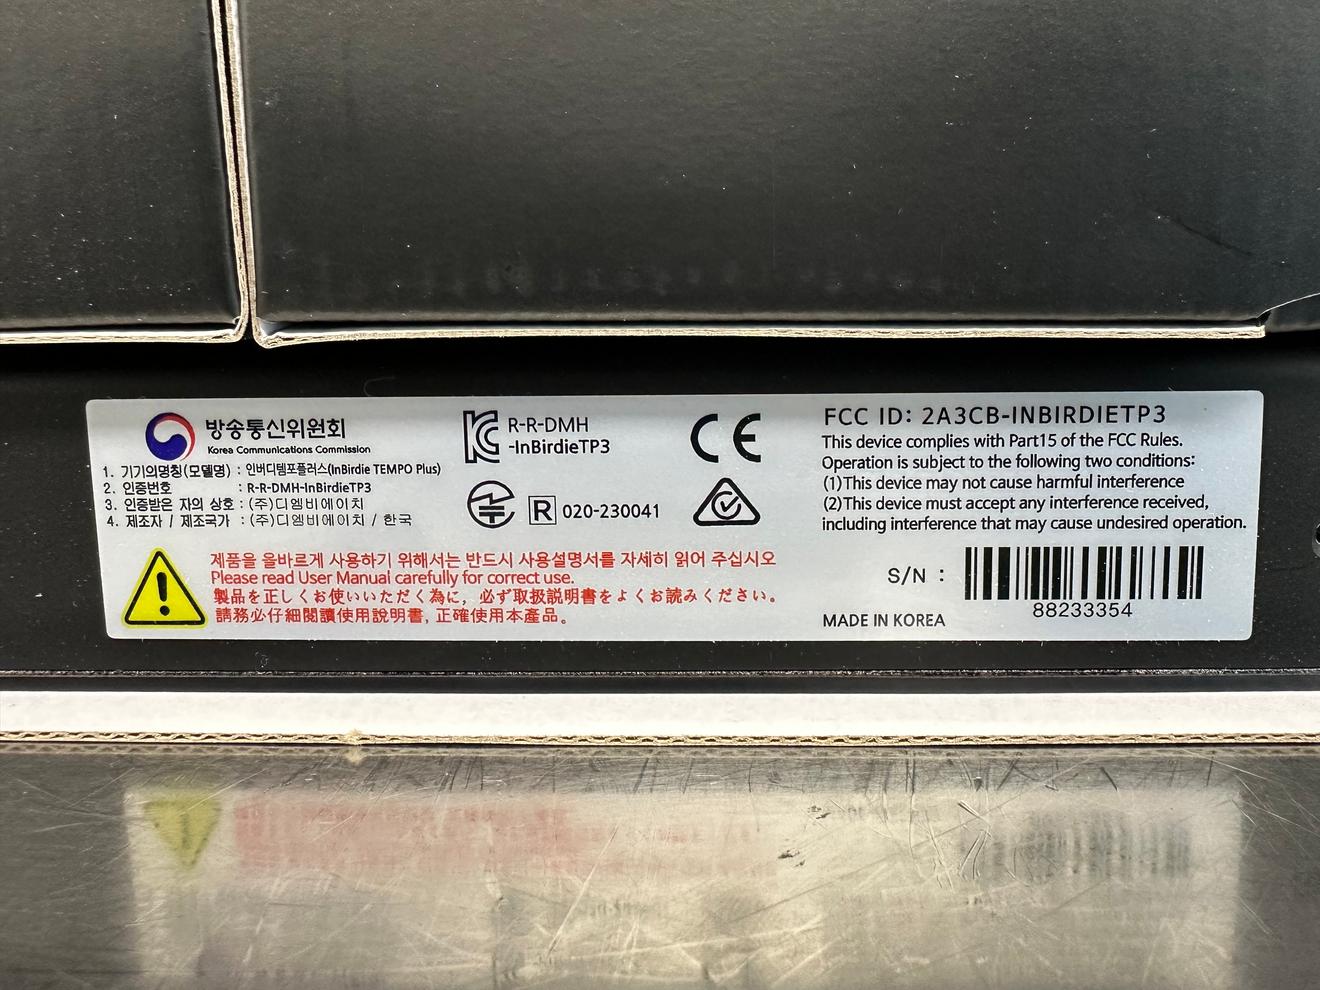 방송통신위원회
Korea Communications Commission
1. 기기의명칭(모델명) : 인버디템포플러스(InBirdie TEMPO Plus)
2. 인증번호 : R-R-DMH-InBirdieTP3
3. 인증받은 자의 상호 : (주)디엠비에이치
4. 제조자 / 제조국가 : (주)디엠비에이치 / 한국
R-R-DMH
-InBirdieTP3
CE
R 020-230041
제품을 올바르게 사용하기 위해서는 반드시 사용설명서를 자세히 읽어 주십시오
Please read User Manual carefully for correct use.
製品を正しくお使いいただく為に，必ず取扱説明書をよくお読みください。
請務必仔細閱讀使用說明書, 正確使用本產品。
FCC ID: 2A3CB-INBIRDIETP3
This device complies with Part15 of the FCC Rules.
Operation is subject to the following two conditions:
(1)This device may not cause harmful interference
(2)This device must accept any interference received,
including interference that may cause undesired operation.
S/N :
88233354
MADE IN KOREA